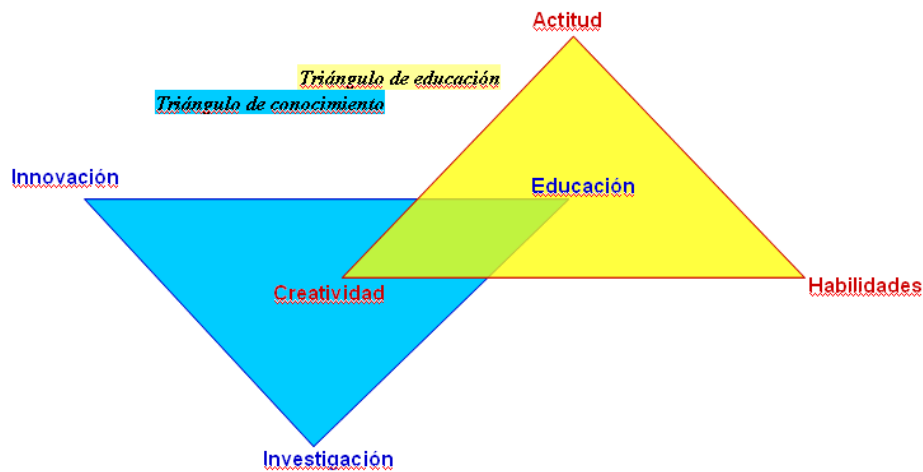 Actitud
Triángulo de educación
Triángulo de conocimiento
Innovación
Educación
Creatividad
Habilidades
Investigación